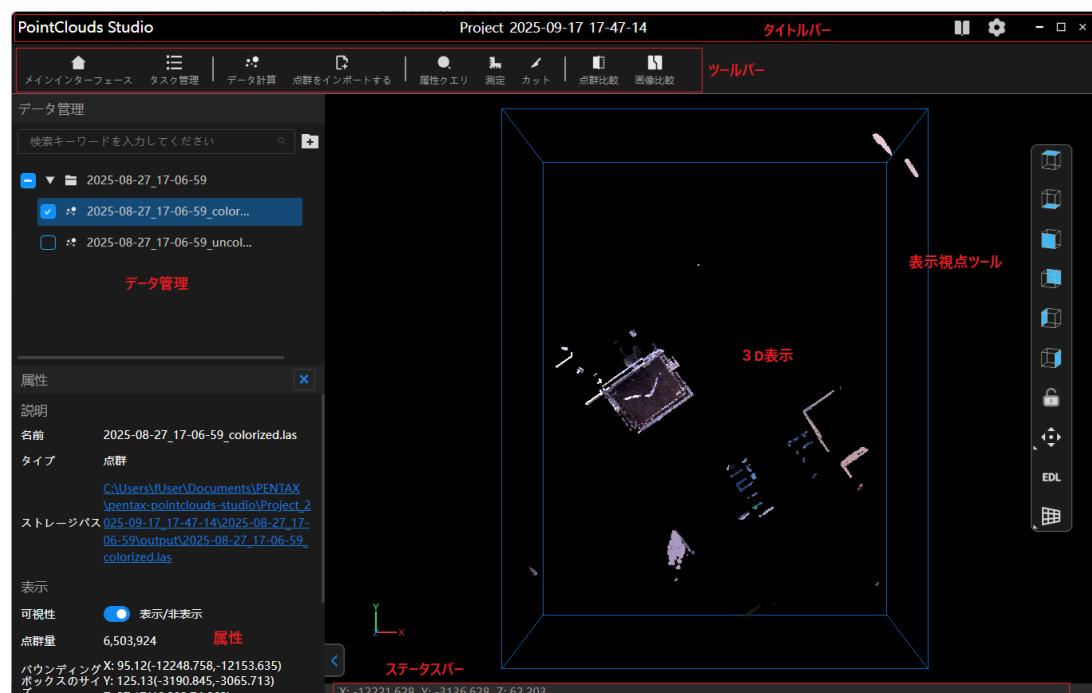 PointClouds Studio
Project 2025-09-17 17-47-14
タイトルバー
メインインターフェース タスク管理 データ計算 点群をインポートする 属性クエリ 測定 カット 点群比較 画像比較
ツールバー
データ管理
検索キーワードを入力してください
2025-08-27_17-06-59
2025-08-27_17-06-59_color...
2025-08-27_17-06-59_uncol...
データ管理
表示視点ツール
3D表示
EDL
属性
説明
名前 2025-08-27_17-06-59_colorized.las
タイプ 点群
ストレージパス
C:\Users\fUser\Documents\PENTAX
\pentax-pointclouds-studio\Project_2
025-09-17_17-47-14\2025-08-27_17-
06-59\output\2025-08-27_17-06-59_
colorized.las
表示
可視性 表示/非表示
点群量 6,503,924
属性
バウンディング
ボックスのサイ
X: 95.12(-12248.758,-12153.635)
Y: 125.13(-3190.845,-3065.713)
Y
Z
X
ステータスバー
X: -12221.628 Y: -3136.628 Z: 62.203